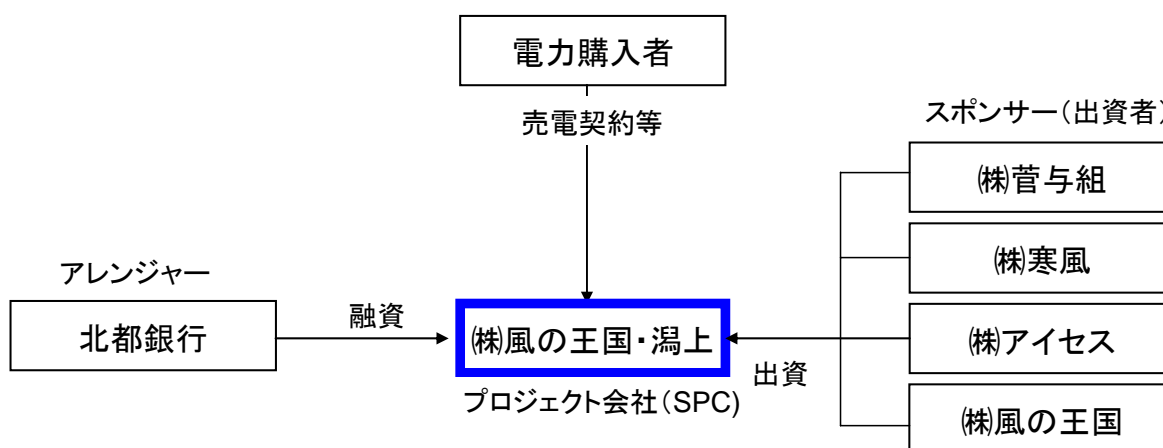 電力購入者
売電契約等
スポンサー(出資者)
㈱菅与組
㈱寒風
アレンジャー
北都銀行
融資
㈱風の王国・潟上
出資
㈱アイセス
プロジェクト会社(SPC)
㈱風の王国